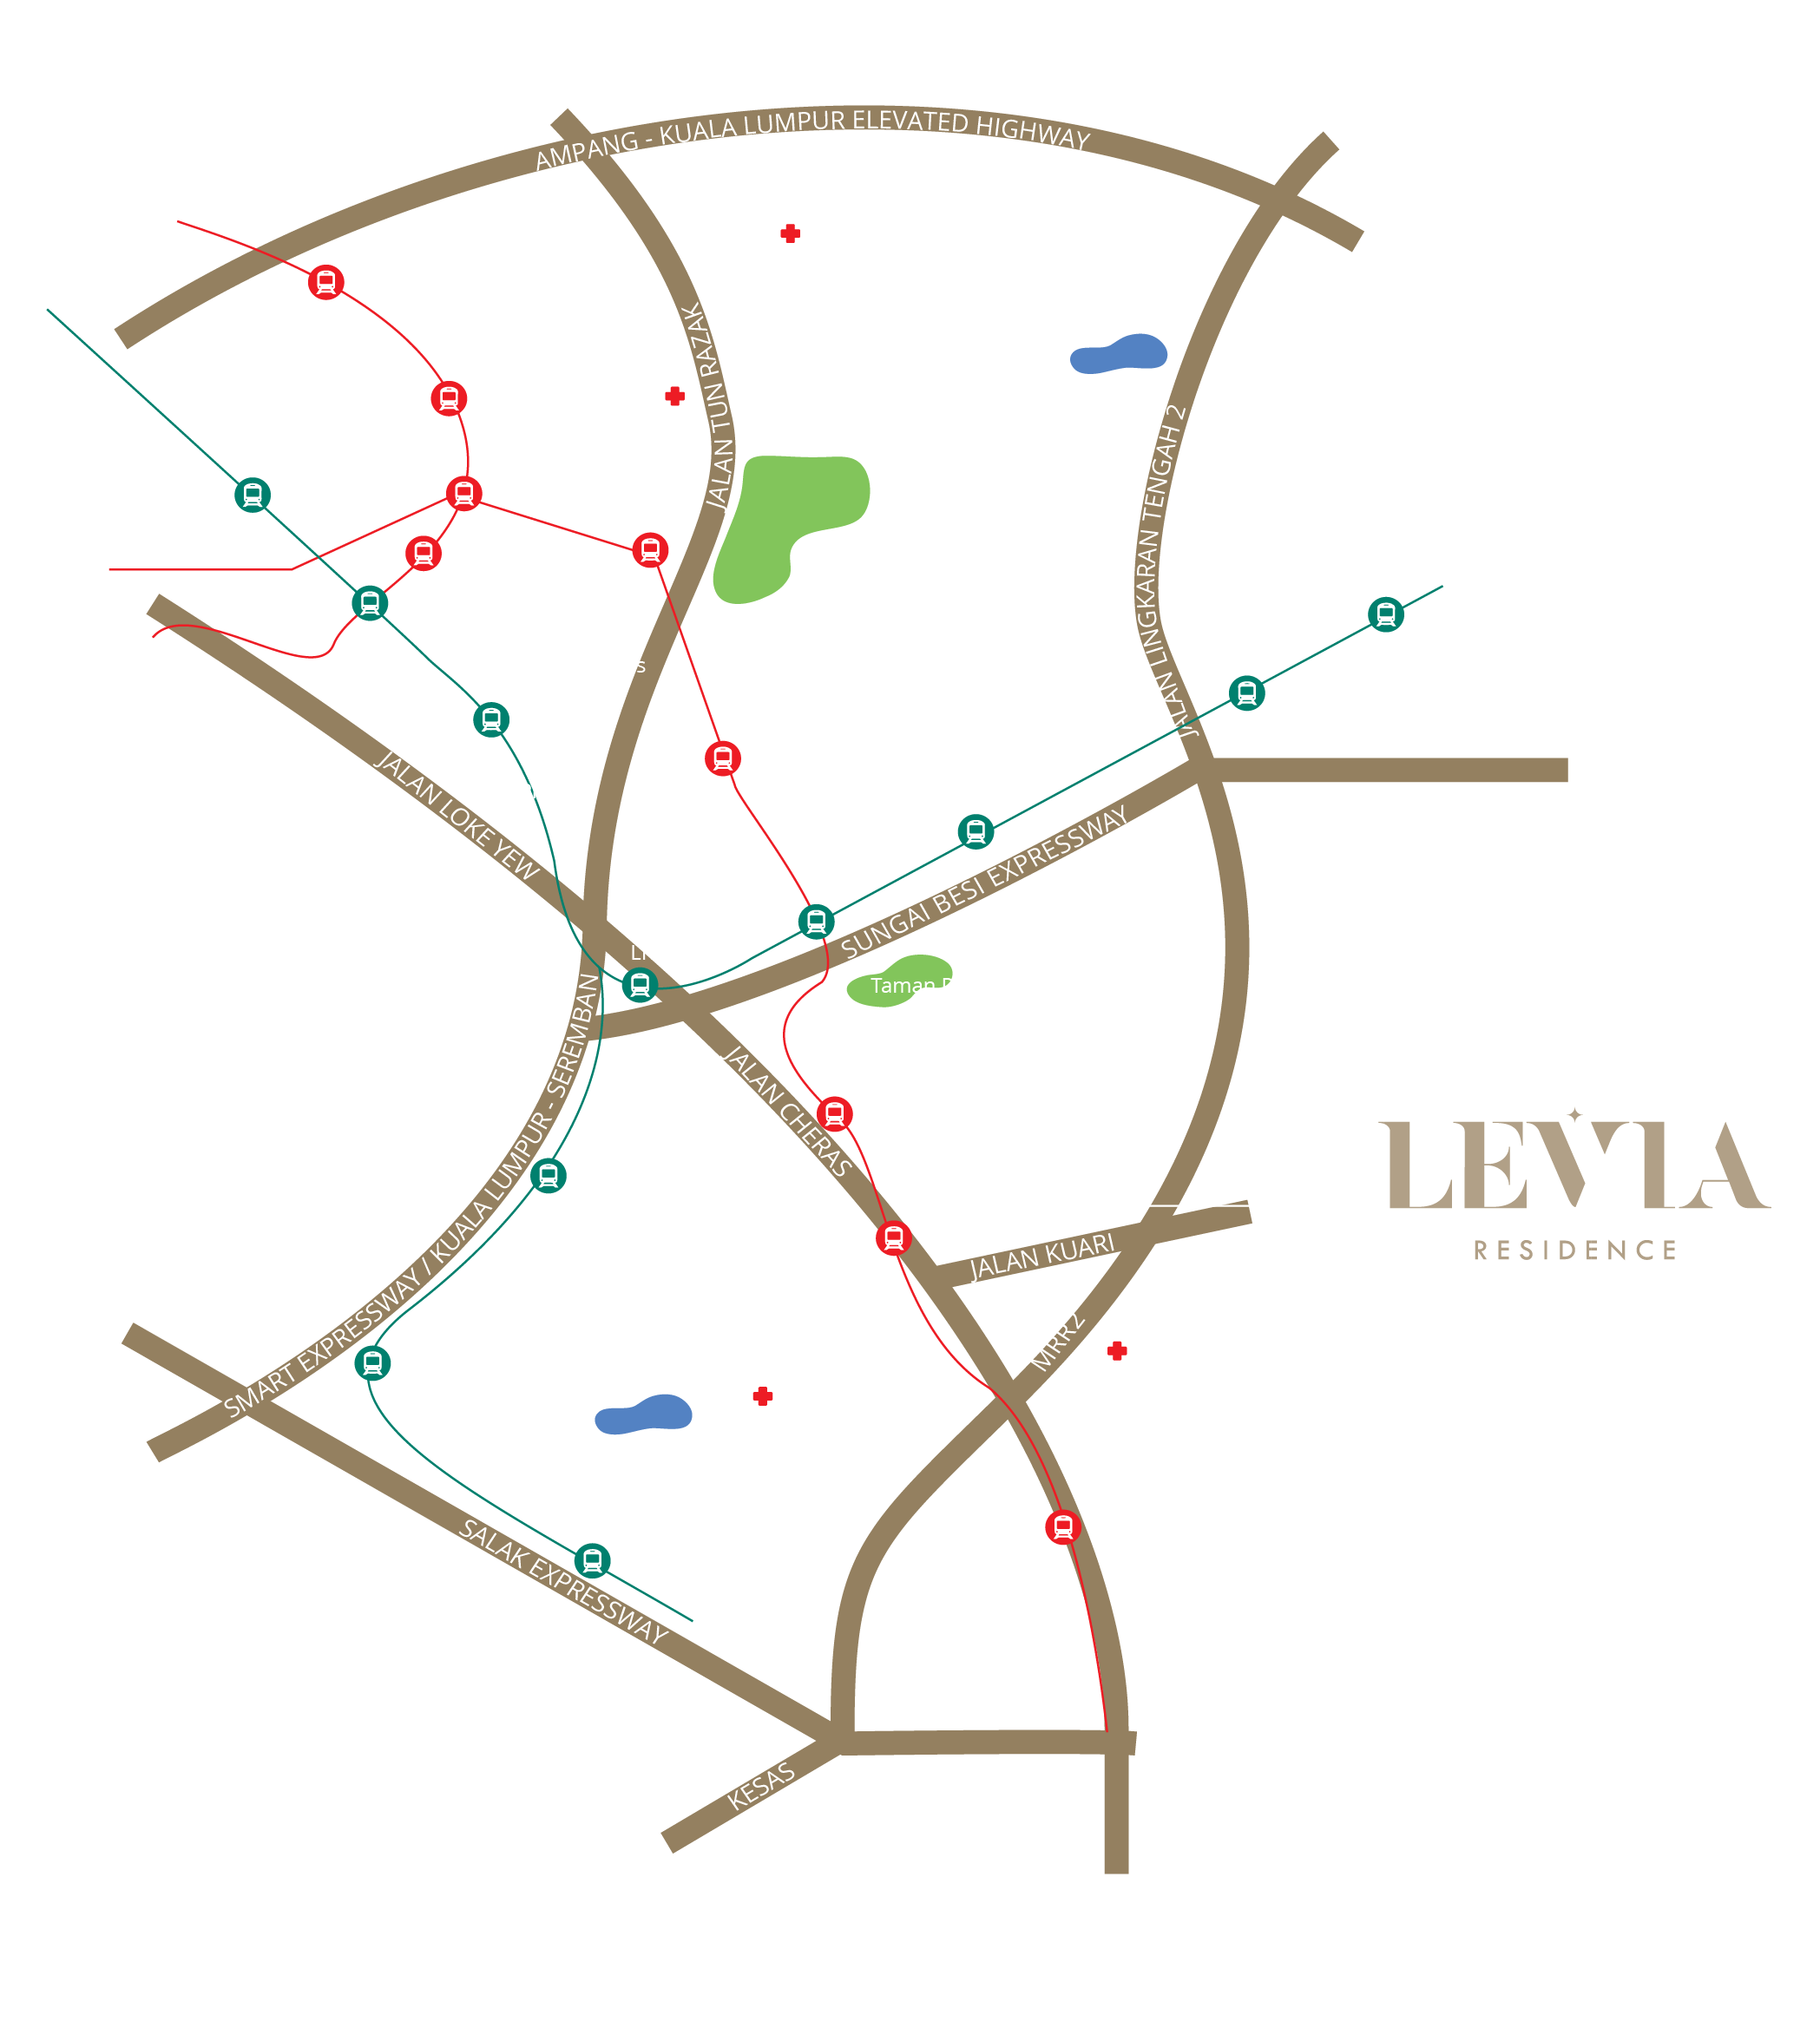 AMPANG - KUALA LUMPUR ELEVATED HIGHWAY
JALAN TUN RAZAK
JALAN LINGKARAN TENGAH 2
JALAN LOKE YEW
SUNGAI BESI EXPRESSWAY
Taman
SMART EXPRESSWAY / KUALA LUMPUR - SEREMBAN
JALAN CHERAS
LEVIA
RESIDENCE
JALAN KUARI
MRR2
SALAK EXPRESSWAY
KESAS